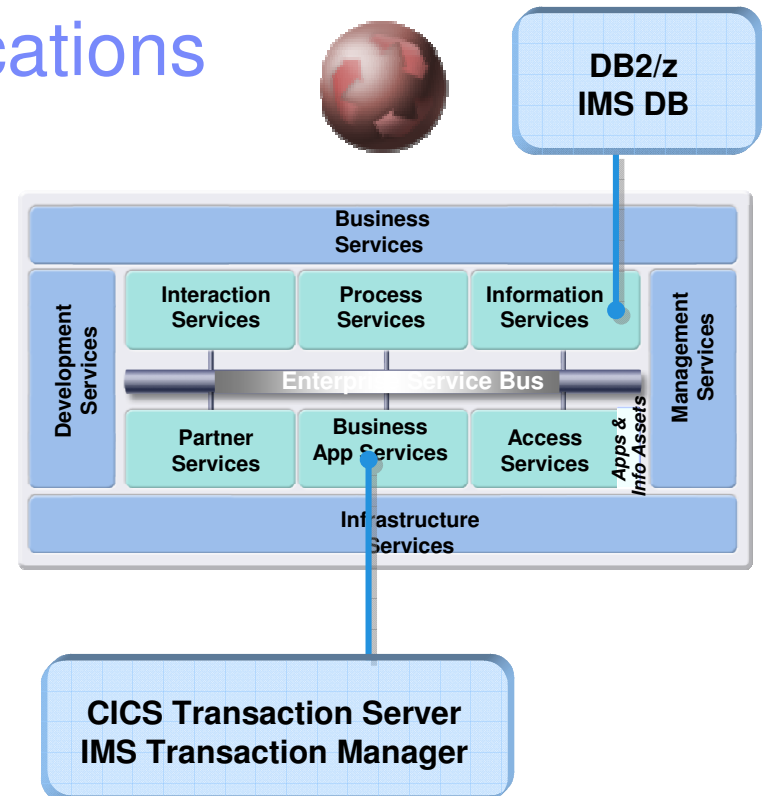 cations
DB2/z
IMS DB
Business
Services
Interaction
Services
Process
Services
Information
Services
Development
Services
Management
Services
Enterprise Service Bus
Partner
Services
Business
App Services
Access
Services
Apps &
Info Assets
Infrastructure
Services
CICS Transaction Server
IMS Transaction Manager